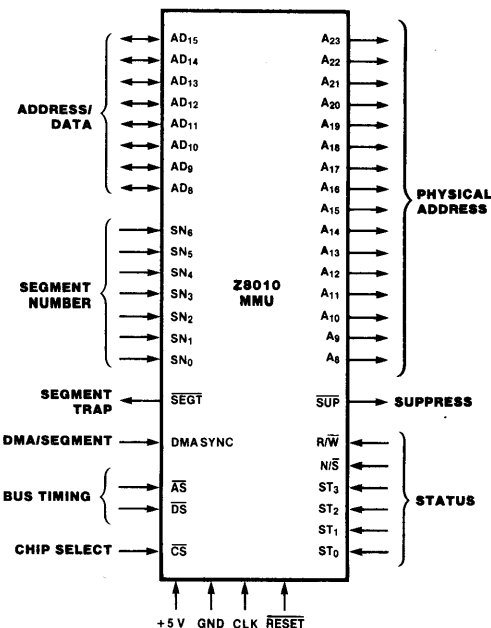 ADDRESS/
DATA
AD15
AD14
AD13
AD12
AD11
AD10
AD9
AD8
SEGMENT
NUMBER
SN6
SN5
SN4
SN3
SN2
SN1
SN0
SEGMENT
TRAP
SEGT
DMA/SEGMENT
DMASYNC
BUS TIMING
AS
DS
CHIP SELECT
CS
Z8010
MMU
A23
A22
A21
A20
A19
A18
A17
A16
A15
A14
A13
A12
A11
A10
A9
A8
PHYSICAL
ADDRESS
SUP
SUPPRESS
R/W
N/S
ST3
ST2
ST1
ST0
STATUS
+5 V GND CLK RESET